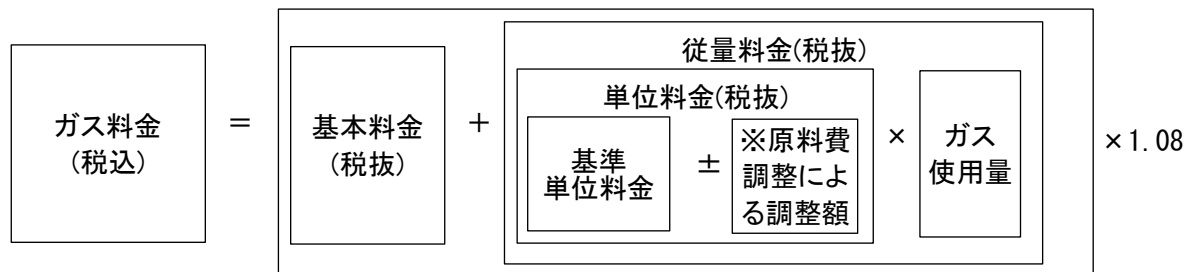 従量料金(税抜)
単位料金(税抜)
ガス料金
(税込)
=
基本料金
(税抜)
+
基準
単位料金
±
※原料費
調整によ
る調整額
×
ガス
使用量
×1.08